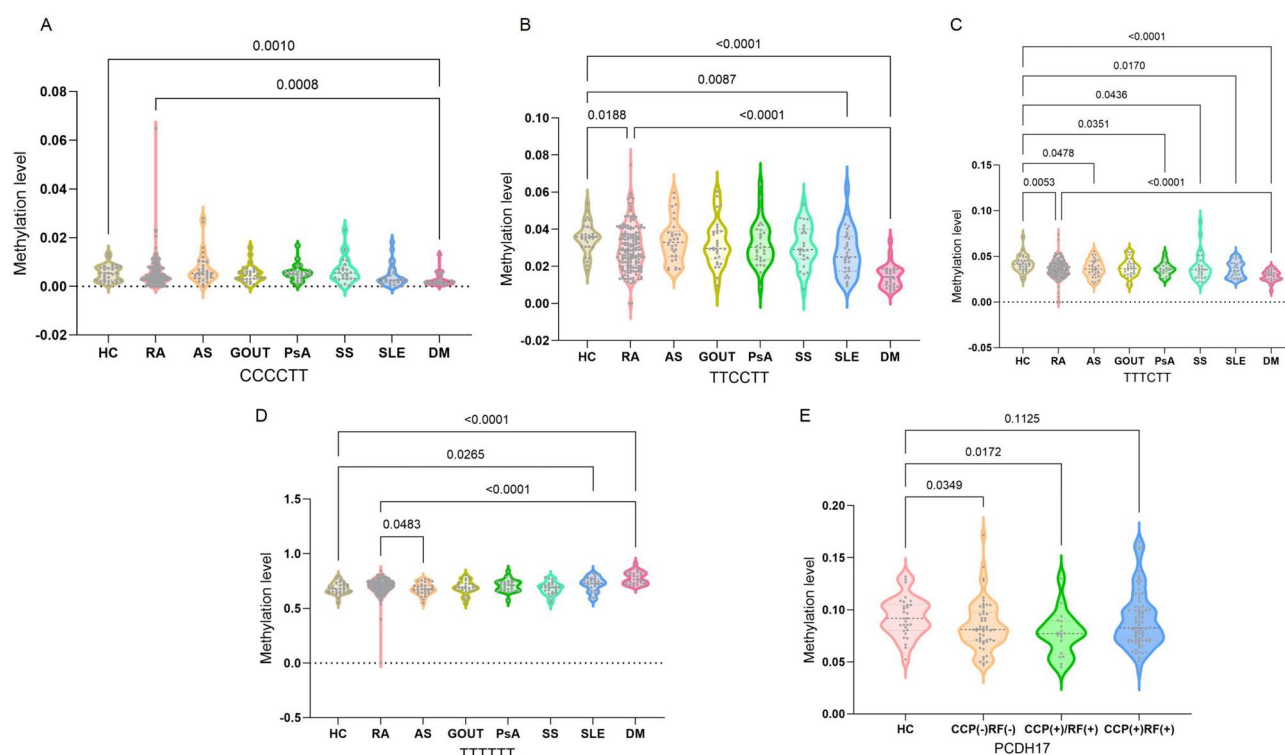 A
0.0010
0.0008
Methylation level
0.08
0.06
0.04
0.02
0.00
-0.02
HC RA AS GOUT PsA SS SLE DM
CCCCTT
B
<0.0001
0.0087
0.0188 <0.0001
Methylation level
0.10
0.08
0.06
0.04
0.02
0.00
-0.02
HC RA AS GOUT PsA SS SLE DM
TTCCTT
C
<0.0001
0.0170
0.0436
0.0351
0.0478
0.0053 <0.0001
Methylation level
0.15
0.10
0.05
0.00
-0.05
HC RA AS GOUT PsA SS SLE DM
TTTCTT
D
<0.0001
0.0265
<0.0001
0.0483
Methylation level
1.5
1.0
0.5
0.0
-0.5
HC RA AS GOUT PsA SS SLE DM
TTTTTT
E
0.1125
0.0172
0.0349
Methylation level
0.20
0.15
0.10
0.05
0.00
HC CCP(-)RF(-) CCP(+)/RF(+) CCP(+)RF(+)
PCDH17